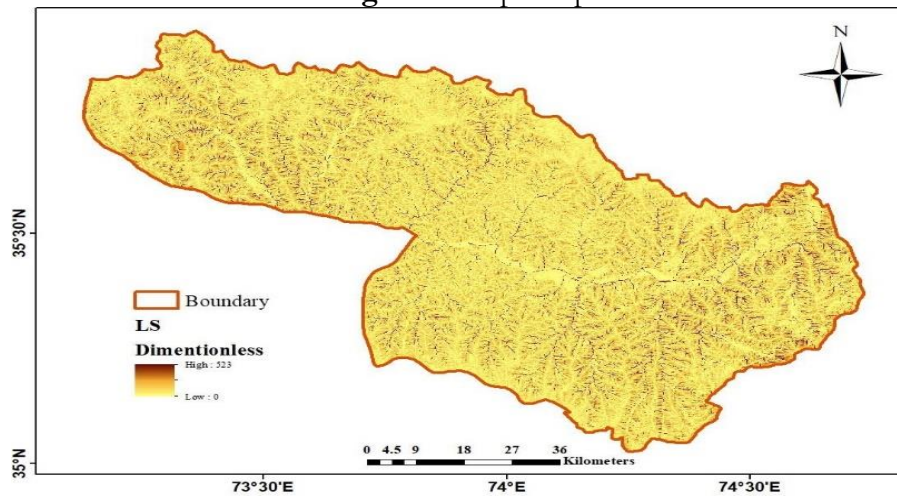 N
35°30'N
Boundary
LS
Dimentionless
High : 523
Low : 0
0 4.5 9 18 27 36
Kilometers
35°N
73°30'E 74°E 74°30'E